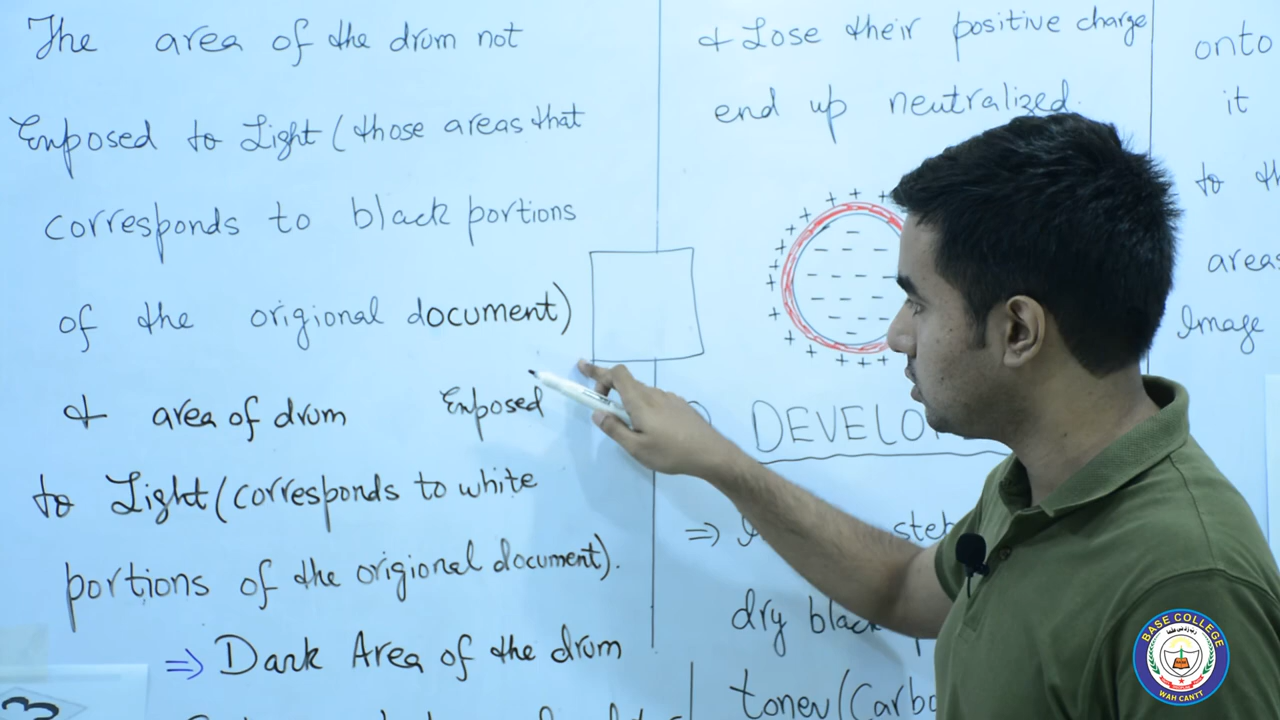 The area of the drum not
Exposed to Light (those areas that
corresponds to black portions
of the origional document)
& area of drum Exposed
to Light (corresponds to white
portions of the origional document).
⇒ Dark Area of the drum
3
& Lose their positive charge
end up neutralized.
DEVELO
⇒ step
dry black
toner (Carbo
onto
it
to th
areas
Image
BASE COLLEGE
WAH CANTT